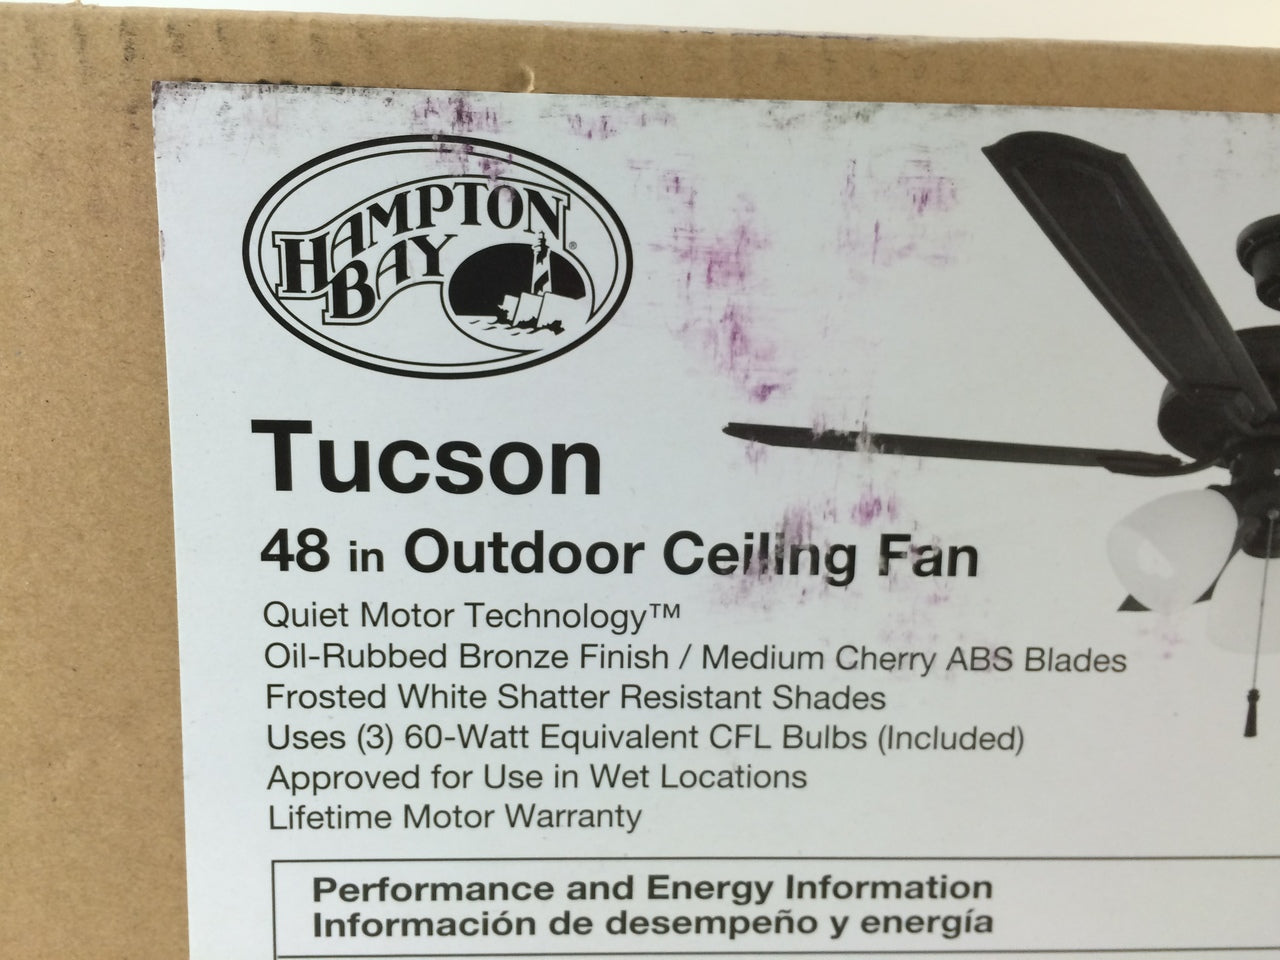 HAMPTON
BAY
®
Tucson
48 in Outdoor Ceiling Fan
Quiet Motor Technology™
Oil-Rubbed Bronze Finish / Medium Cherry ABS Blades
Frosted White Shatter Resistant Shades
Uses (3) 60-Watt Equivalent CFL Bulbs (Included)
Approved for Use in Wet Locations
Lifetime Motor Warranty
Performance and Energy Information
Información de desempeño y energía